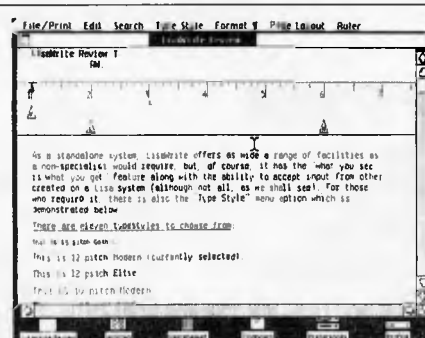 File/Print Edit Search Type Style Format ¶ Page Layout Ruler
LisaWrite Review
LisaWrite Review T
As a standalone system, LisaWrite offers as wide a range of facilities as
a non-specialist would require, but, of course, it has the 'what you see
is what you get' feature along with the ability to accept input from other
created on a Lisa system (although not all, as we shall see). For those
who require it, there is also the "Type Style" menu option which is
demonstrated below
There are eleven typestyles to choose from:
This is 12 pitch Modern (currently selected).
This is 12 pitch Elite
This is 10 pitch Modern